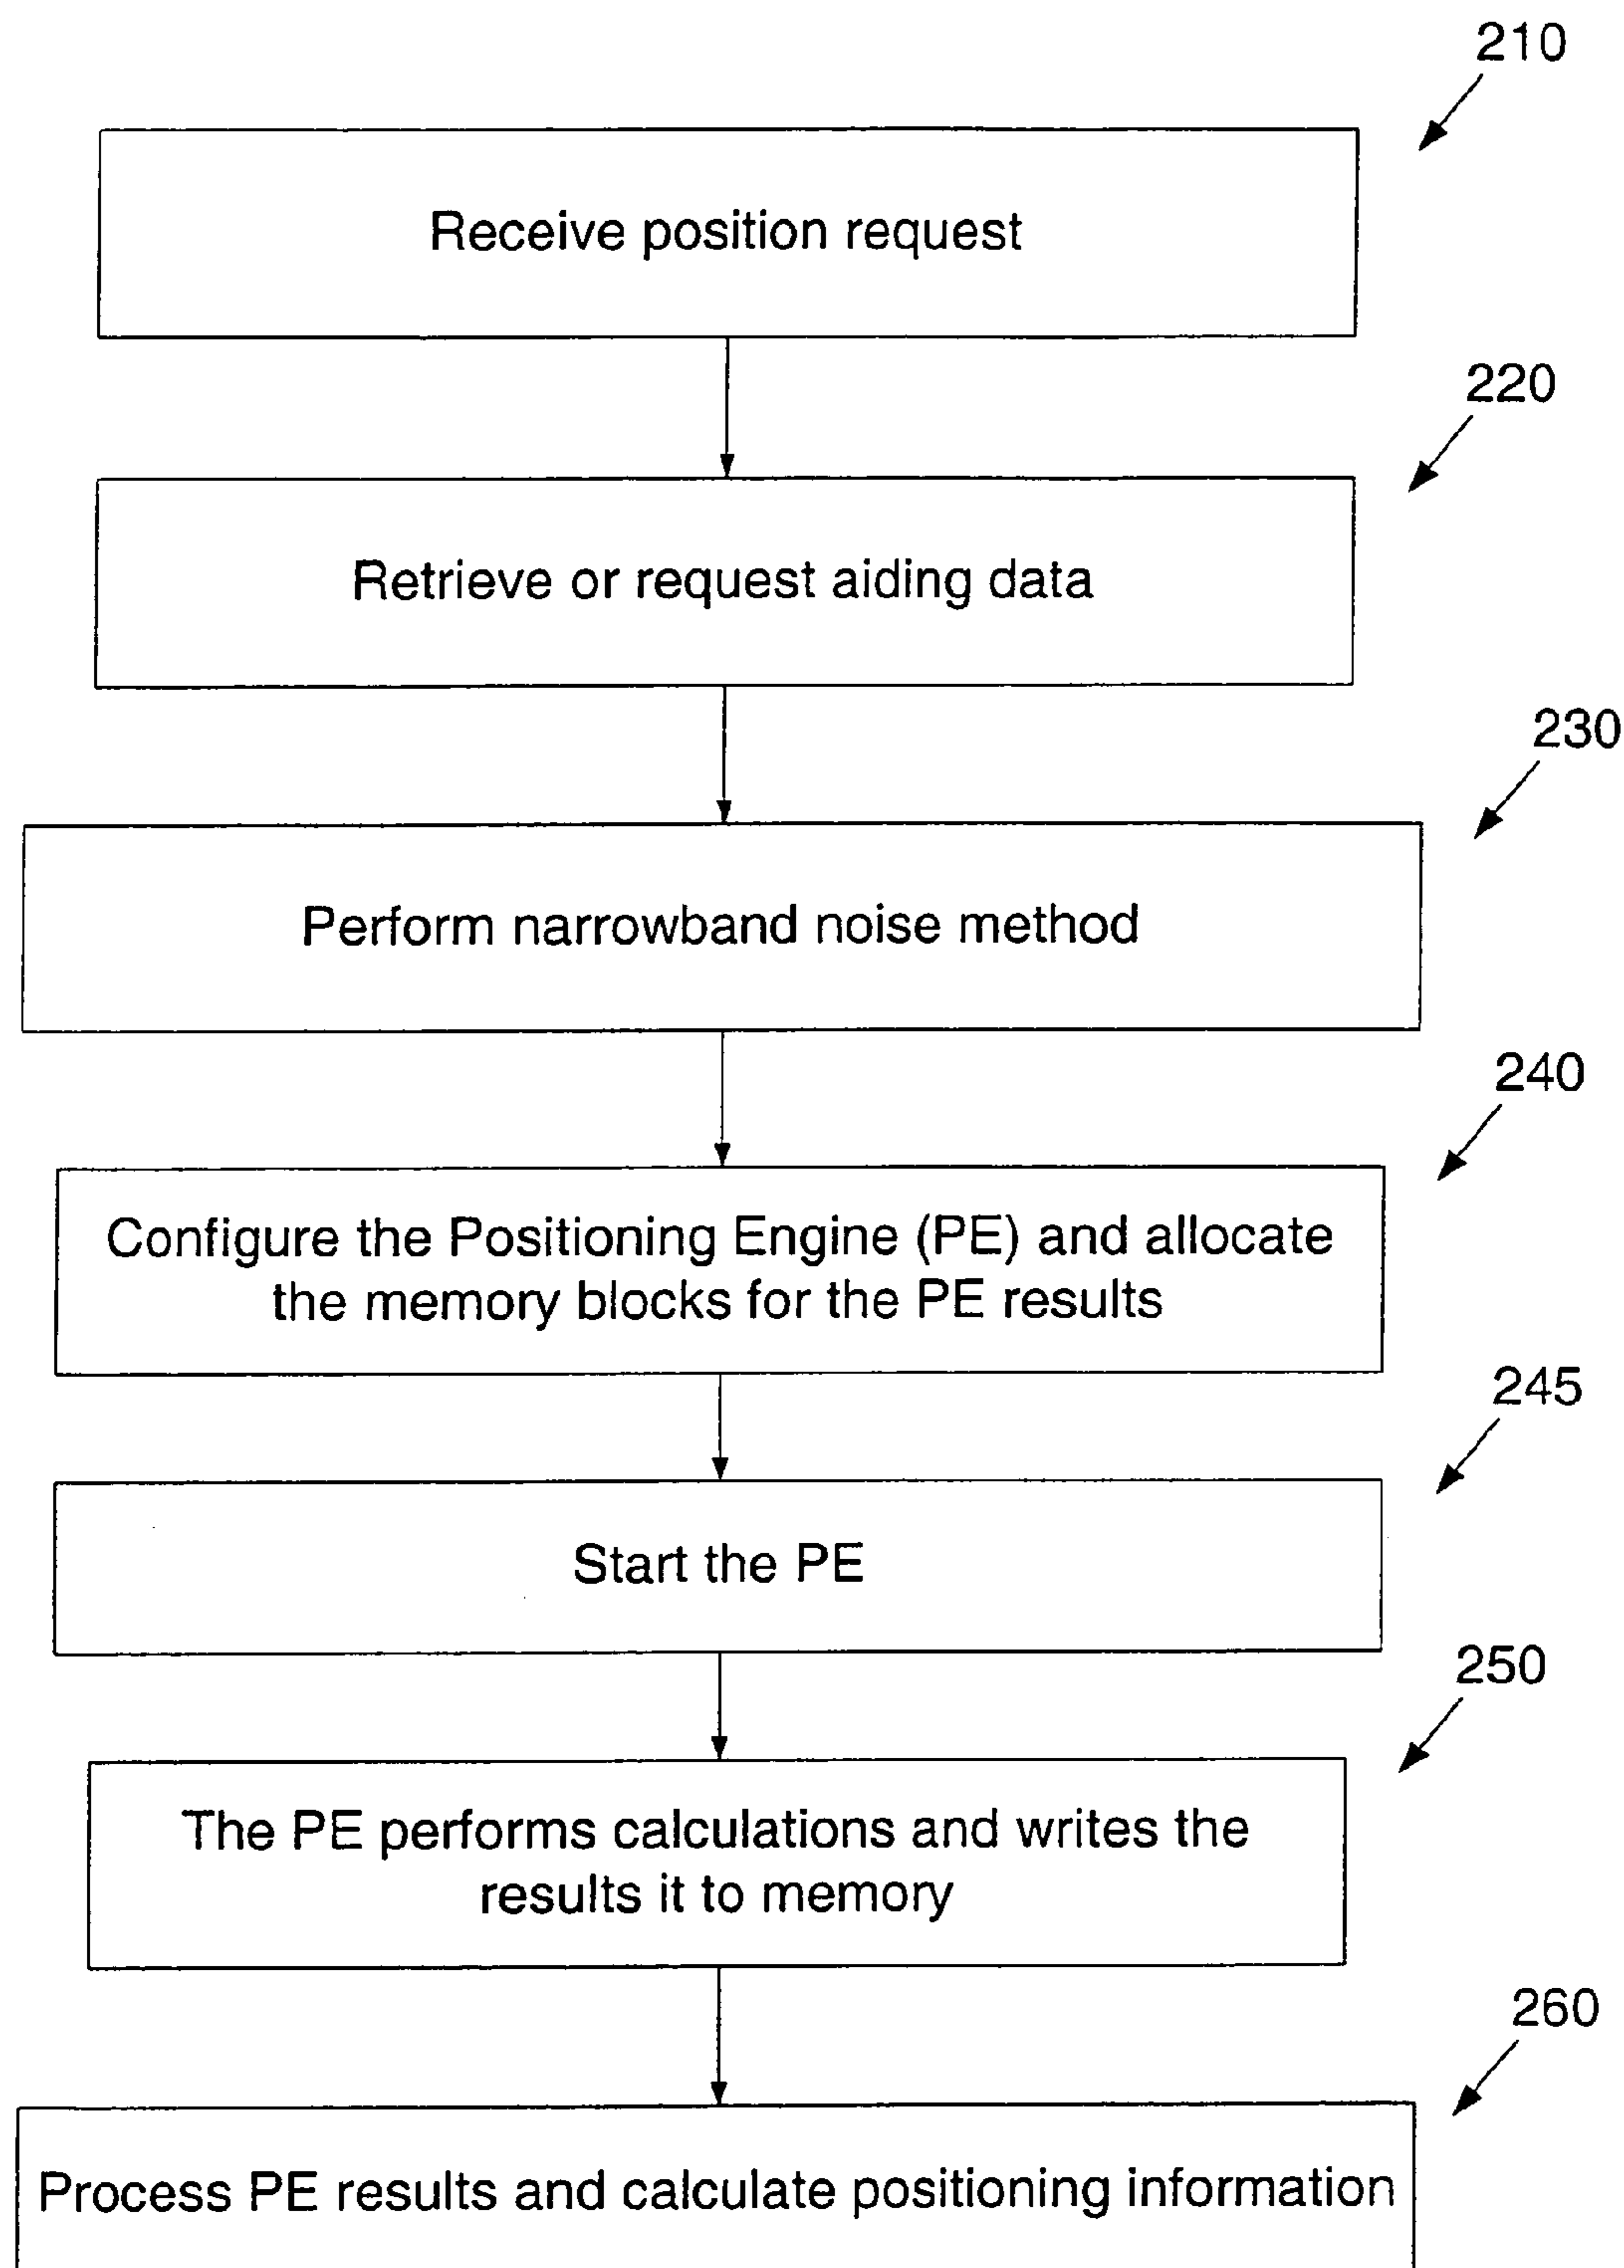 210
Receive position request
220
Retrieve or request aiding data
230
Perform narrowband noise method
240
Configure the Positioning Engine (PE) and allocate
the memory blocks for the PE results
245
Start the PE
250
The PE performs calculations and writes the
results it to memory
260
Process PE results and calculate positioning information